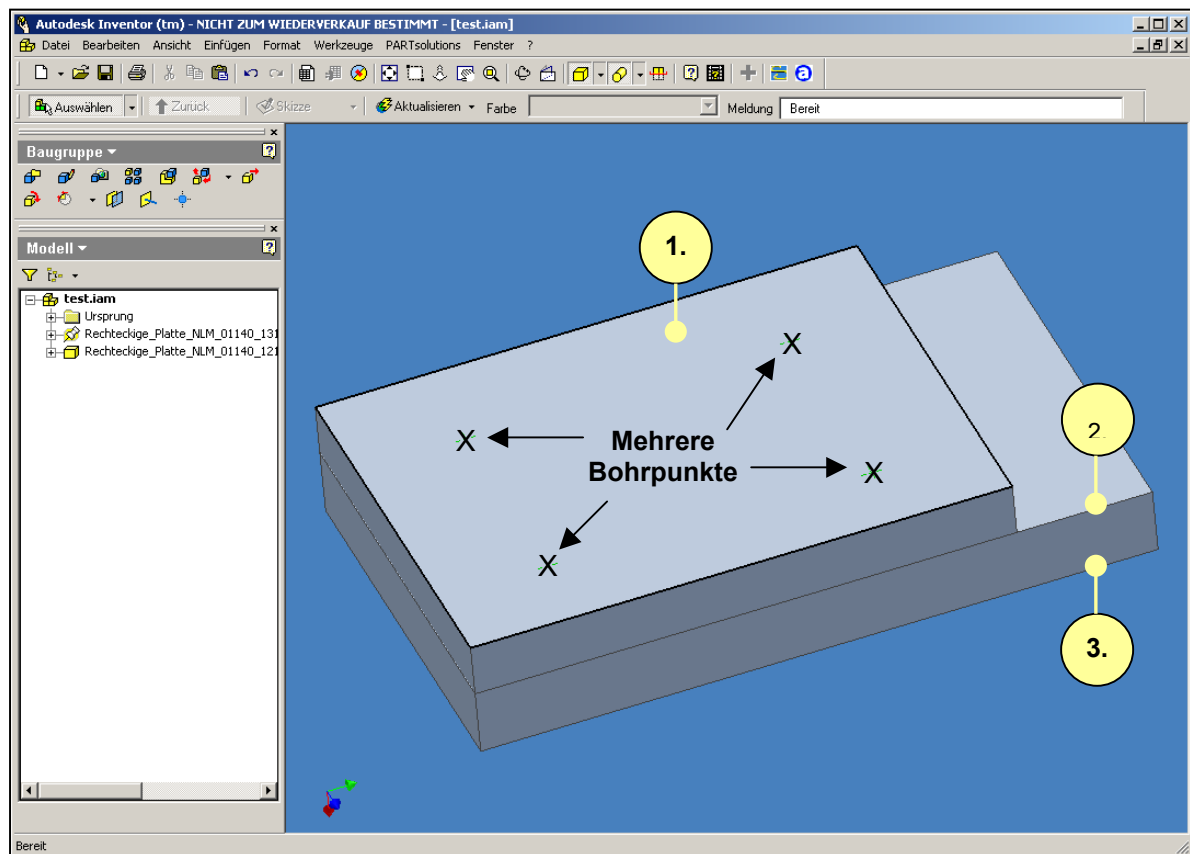 Autodesk Inventor (tm) - NICHT ZUM WIEDERVERKAUF BESTIMMT - [test.iam]
Datei Bearbeiten Ansicht Einfügen Format Werkzeuge PARTsolutions Fenster ?
Auswählen Zurück Skizze Aktualisieren Farbe Meldung Bereit
Baugruppe
Modell
test.iam
Ursprung
Rechteckige_Platte_NLM_01140_131
Rechteckige_Platte_NLM_01140_121
1.
X
X
Mehrere
Bohrpunkte
X
X
2.
3.
Bereit